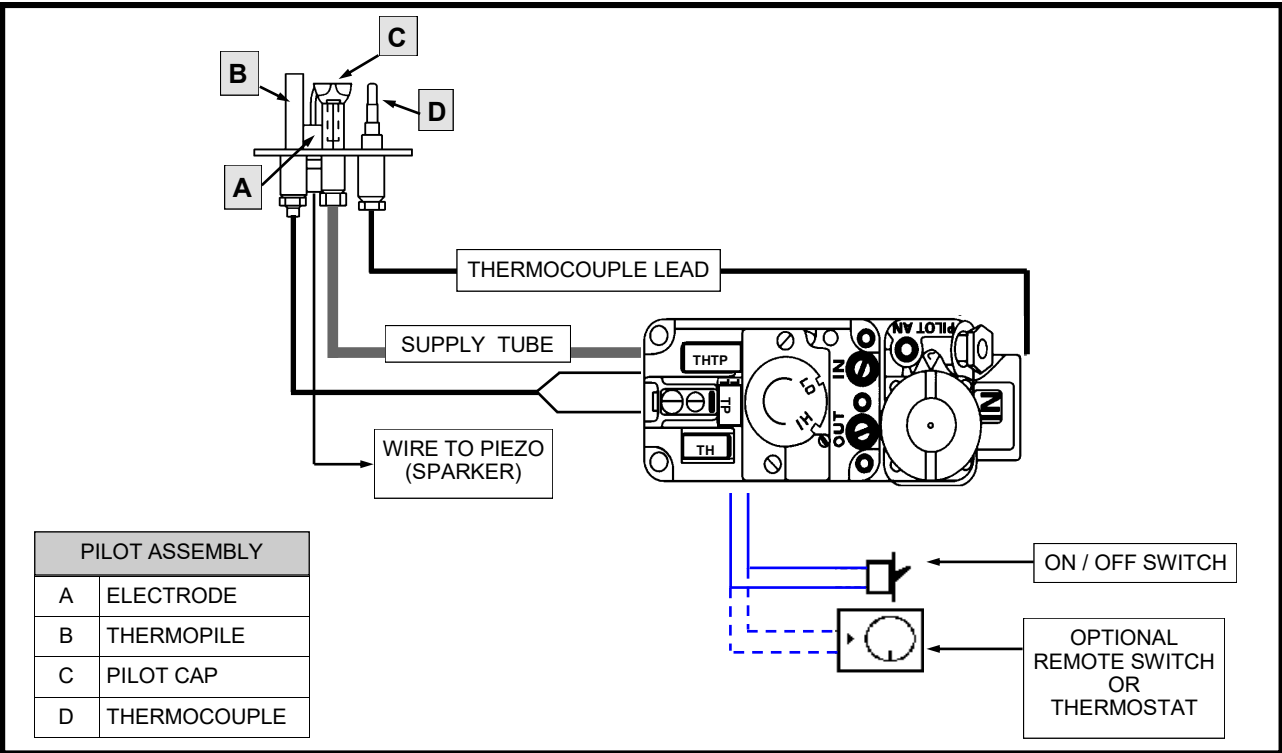 C
B
D
A
THERMOCOUPLE LEAD
SUPPLY TUBE
WIRE TO PIEZO
(SPARKER)
THTP
TP
TH
LO
HI
IN
OUT
PILOT AN
IN
ON / OFF SWITCH
OPTIONAL
REMOTE SWITCH
OR
THERMOSTAT
PILOT ASSEMBLY
A ELECTRODE
B THERMOPILE
C PILOT CAP
D THERMOCOUPLE